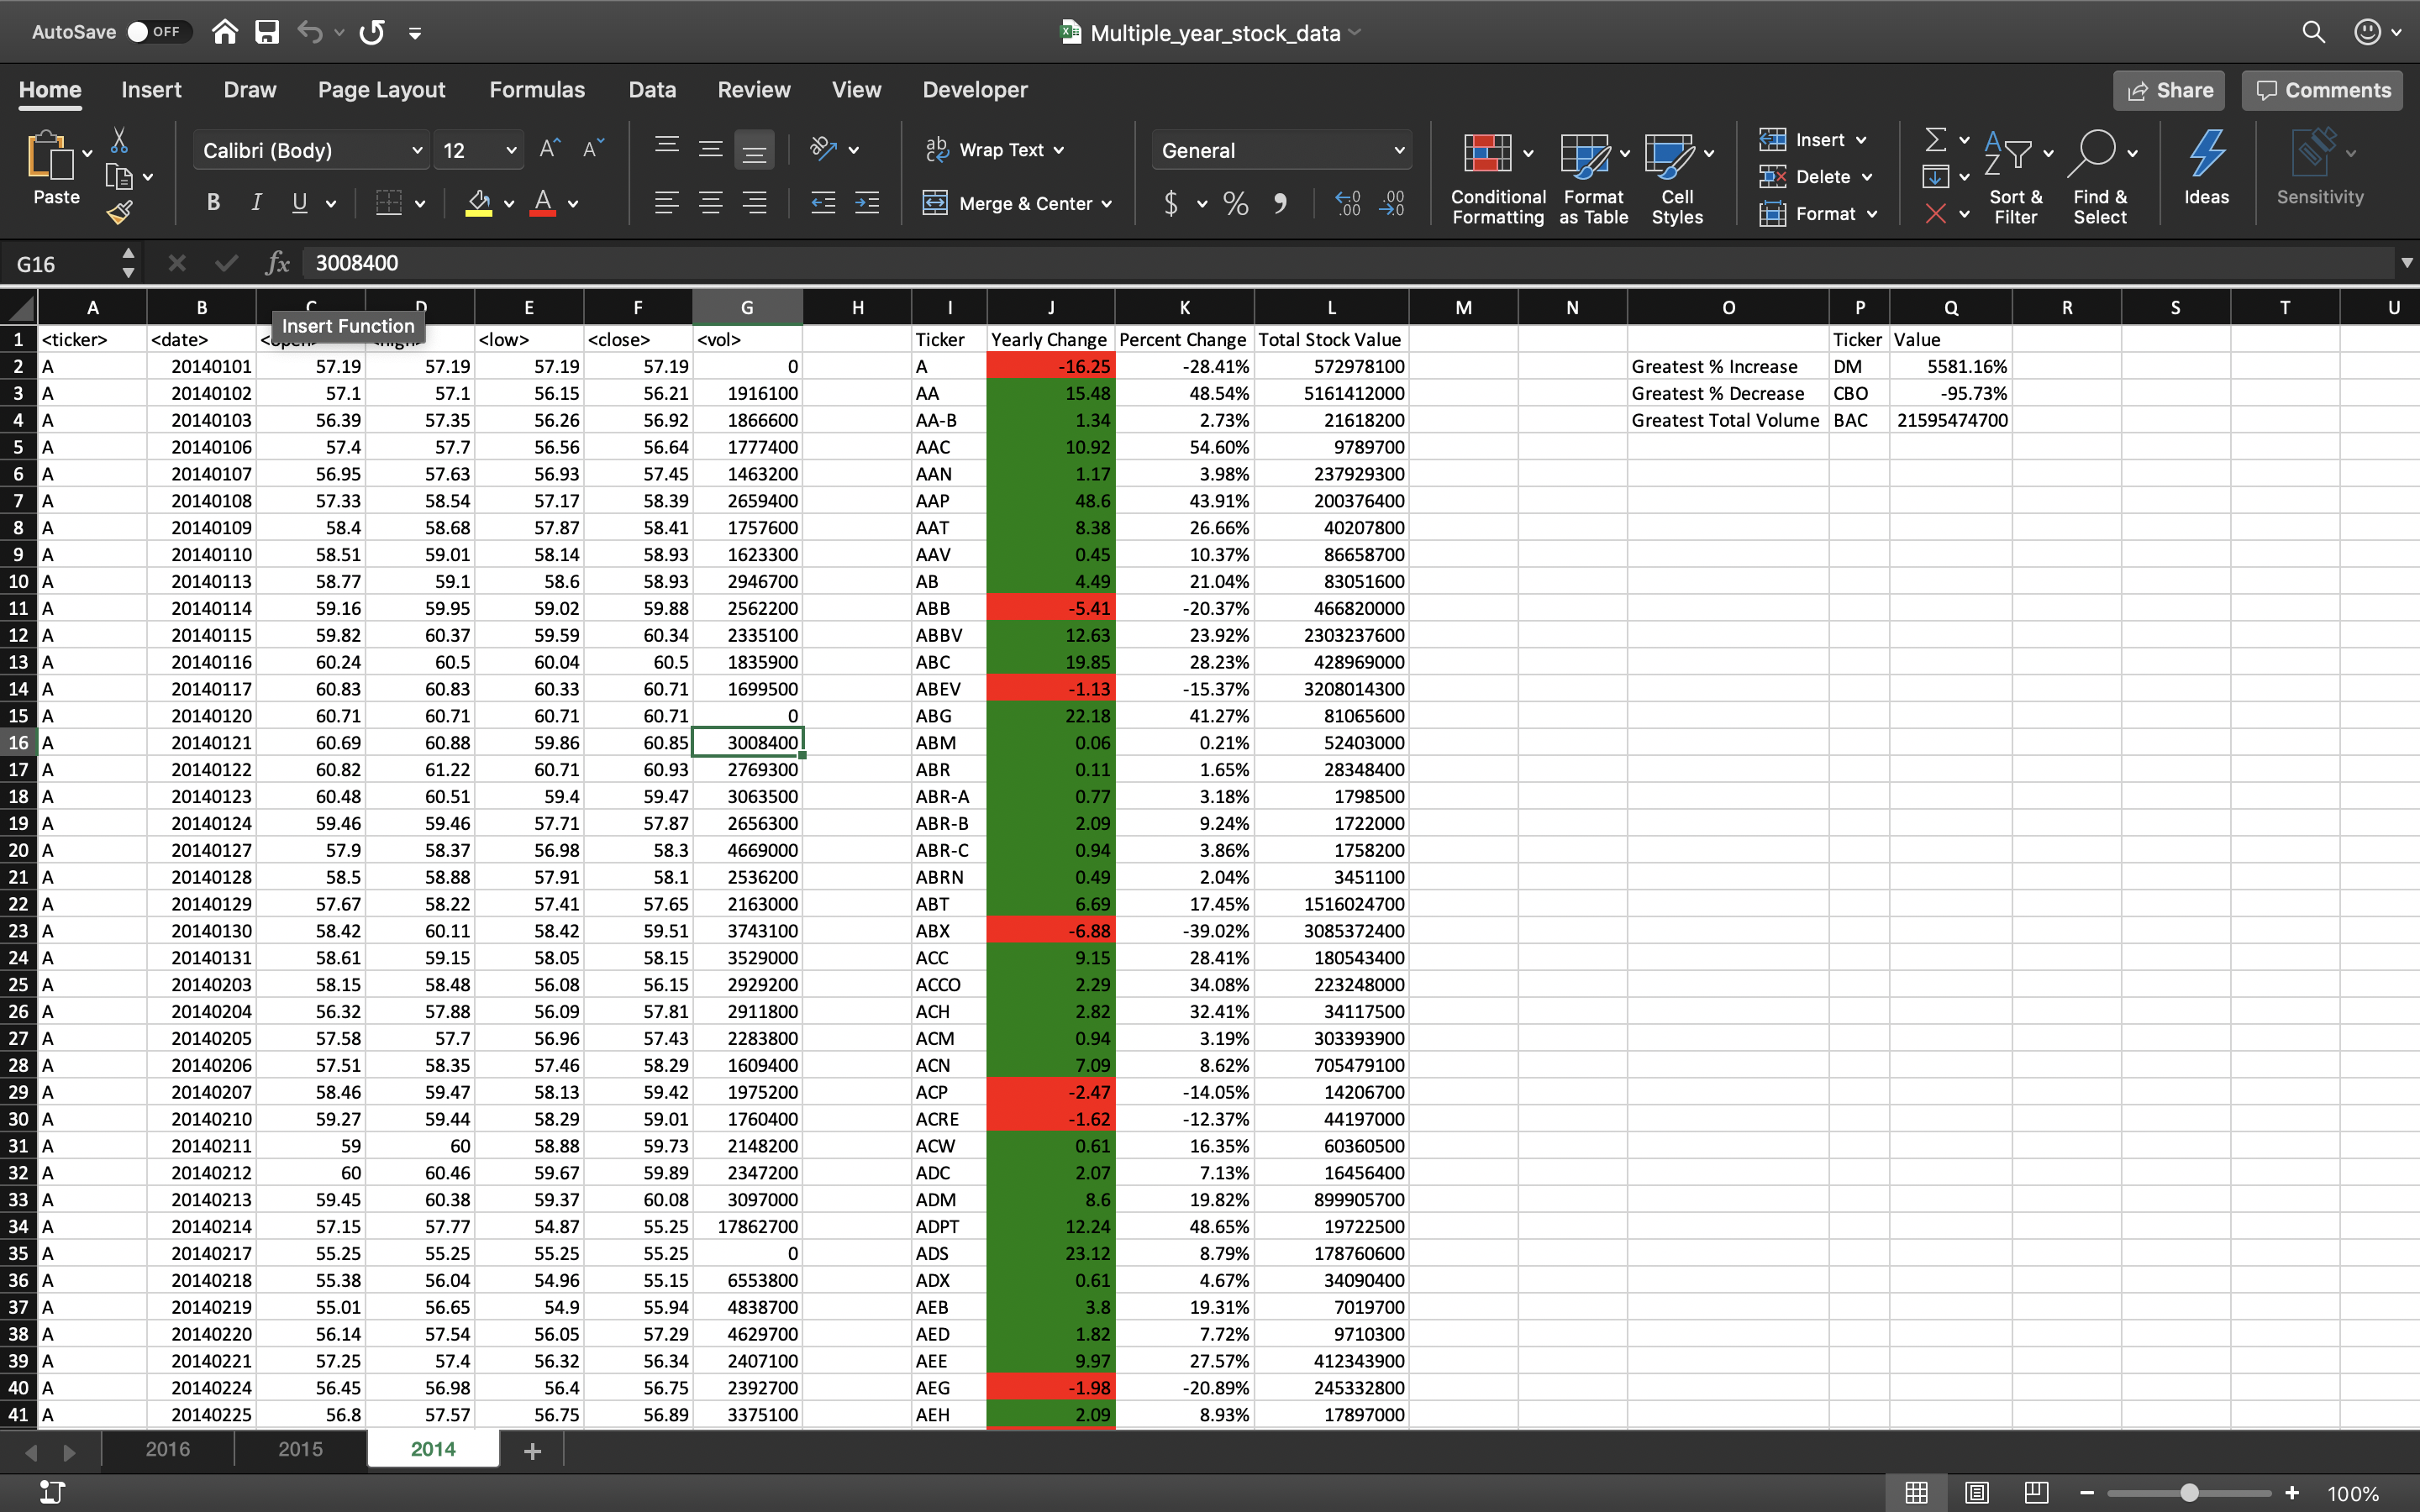 AutoSave OFF Multiple_year_stock_data
Home Insert Draw Page Layout Formulas Data Review View Developer Share Comments
Paste Calibri (Body) 12 Wrap Text General Conditional Formatting Format as Table Cell Styles Insert Delete Format Sort & Filter Find & Select Ideas Sensitivity
B I U Merge & Center $ % 
G16 fx 3008400
A B C D E F G H I J K L M N O P Q R S T U
Insert Function
1 <ticker> <date> <low> <close> <vol> Ticker Yearly Change Percent Change Total Stock Value Ticker Value
2 A 20140101 57.19 57.19 57.19 57.19 0 A -16.25 -28.41% 572978100 Greatest % Increase DM 5581.16%
3 A 20140102 57.1 57.1 56.15 56.21 1916100 AA 15.48 48.54% 5161412000 Greatest % Decrease CBO -95.73%
4 A 20140103 56.39 57.35 56.26 56.92 1866600 AA-B 1.34 2.73% 21618200 Greatest Total Volume BAC 21595474700
5 A 20140106 57.4 57.7 56.56 56.64 1777400 AAC 10.92 54.60% 9789700
6 A 20140107 56.95 57.63 56.93 57.45 1463200 AAN 1.17 3.98% 237929300
7 A 20140108 57.33 58.54 57.17 58.39 2659400 AAP 48.6 43.91% 200376400
8 A 20140109 58.4 58.68 57.87 58.41 1757600 AAT 8.38 26.66% 40207800
9 A 20140110 58.51 59.01 58.14 58.93 1623300 AAV 0.45 10.37% 86658700
10 A 20140113 58.77 59.1 58.6 58.93 2946700 AB 4.49 21.04% 83051600
11 A 20140114 59.16 59.95 59.02 59.88 2562200 ABB -5.41 -20.37% 466820000
12 A 20140115 59.82 60.37 59.59 60.34 2335100 ABBV 12.63 23.92% 2303237600
13 A 20140116 60.24 60.5 60.04 60.5 1835900 ABC 19.85 28.23% 428969000
14 A 20140117 60.83 60.83 60.33 60.71 1699500 ABEV -1.13 -15.37% 3208014300
15 A 20140120 60.71 60.71 60.71 60.71 0 ABG 22.18 41.27% 81065600
16 A 20140121 60.69 60.88 59.86 60.85 3008400 ABM 0.06 0.21% 52403000
17 A 20140122 60.82 61.22 60.71 60.93 2769300 ABR 0.11 1.65% 28348400
18 A 20140123 60.48 60.51 59.4 59.47 3063500 ABR-A 0.77 3.18% 1798500
19 A 20140124 59.46 59.46 57.71 57.87 2656300 ABR-B 2.09 9.24% 1722000
20 A 20140127 57.9 58.37 56.98 58.3 4669000 ABR-C 0.94 3.86% 1758200
21 A 20140128 58.5 58.88 57.91 58.1 2536200 ABRN 0.49 2.04% 3451100
22 A 20140129 57.67 58.22 57.41 57.65 2163000 ABT 6.69 17.45% 1516024700
23 A 20140130 58.42 60.11 58.42 59.51 3743100 ABX -6.88 -39.02% 3085372400
24 A 20140131 58.61 59.15 58.05 58.15 3529000 ACC 9.15 28.41% 180543400
25 A 20140203 58.15 58.48 56.08 56.15 2929200 ACCO 2.29 34.08% 223248000
26 A 20140204 56.32 57.88 56.09 57.81 2911800 ACH 2.82 32.41% 34117500
27 A 20140205 57.58 57.7 56.96 57.43 2283800 ACM 0.94 3.19% 303393900
28 A 20140206 57.51 58.35 57.46 58.29 1609400 ACN 7.09 8.62% 705479100
29 A 20140207 58.46 59.47 58.13 59.42 1975200 ACP -2.47 -14.05% 14206700
30 A 20140210 59.27 59.44 58.29 59.01 1760400 ACRE -1.62 -12.37% 44197000
31 A 20140211 59 60 58.88 59.73 2148200 ACW 0.61 16.35% 60360500
32 A 20140212 60 60.46 59.67 59.89 2347200 ADC 2.07 7.13% 16456400
33 A 20140213 59.45 60.38 59.37 60.08 3097000 ADM 8.6 19.82% 899905700
34 A 20140214 57.15 57.77 54.87 55.25 17862700 ADPT 12.24 48.65% 19722500
35 A 20140217 55.25 55.25 55.25 55.25 0 ADS 23.12 8.79% 178760600
36 A 20140218 55.38 56.04 54.96 55.15 6553800 ADX 0.61 4.67% 34090400
37 A 20140219 55.01 56.65 54.9 55.94 4838700 AEB 3.8 19.31% 7019700
38 A 20140220 56.14 57.54 56.05 57.29 4629700 AED 1.82 7.72% 9710300
39 A 20140221 57.25 57.4 56.32 56.34 2407100 AEE 9.97 27.57% 412343900
40 A 20140224 56.45 56.98 56.4 56.75 2392700 AEG -1.98 -20.89% 245332800
41 A 20140225 56.8 57.57 56.75 56.89 3375100 AEH 2.09 8.93% 17897000
2016 2015 2014 +
100%